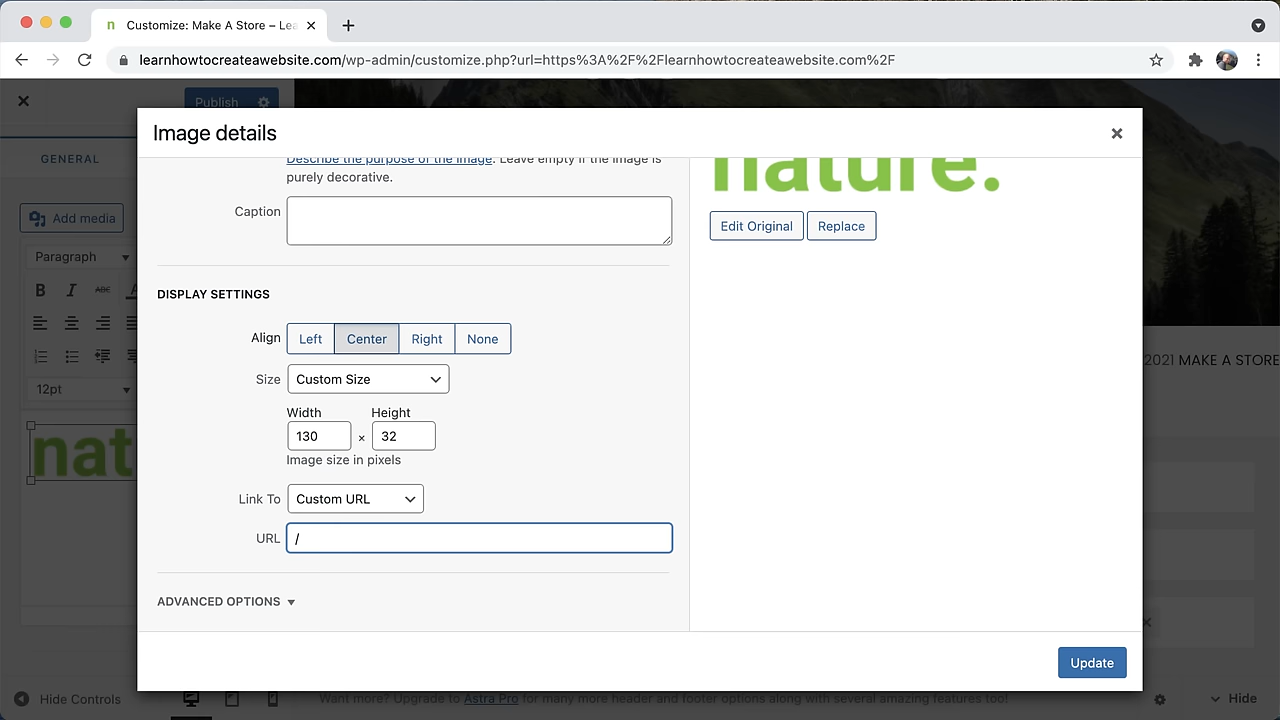 n Customize: Make A Store – Lea
learnhowtocreateawebsite.com/wp-admin/customize.php?url=https%3A%2F%2Flearnhowtocreateawebsite.com%2F
Publish
Image details
GENERAL
Describe the purpose of the image. Leave empty if the image is
purely decorative.
nature.
Add media
Caption
Edit Original
Replace
Paragraph
B I ABC A
DISPLAY SETTINGS
Align Left Center Right None
Size Custom Size
2021 MAKE A STORE
12pt
Width Height
130 × 32
Image size in pixels
nat
Link To Custom URL
URL /
ADVANCED OPTIONS
Update
Hide Controls
Want more? Upgrade to Astra Pro for many more header and footer options along with several amazing features too!
Hide